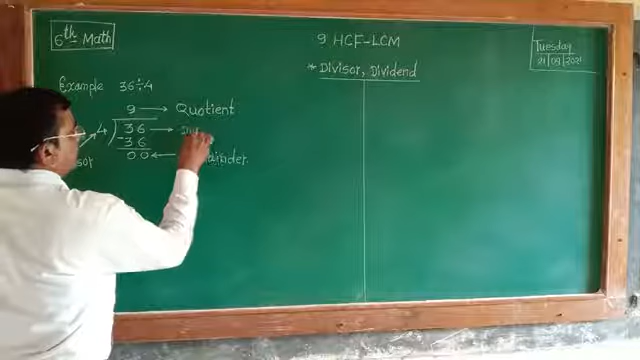 6th Math
9 HCF-LCM
Tuesday
21/09/2021
* Divisor, Dividend
Example 36÷4
9 → Quotient
4 ) 36 →
- 36
00 ←